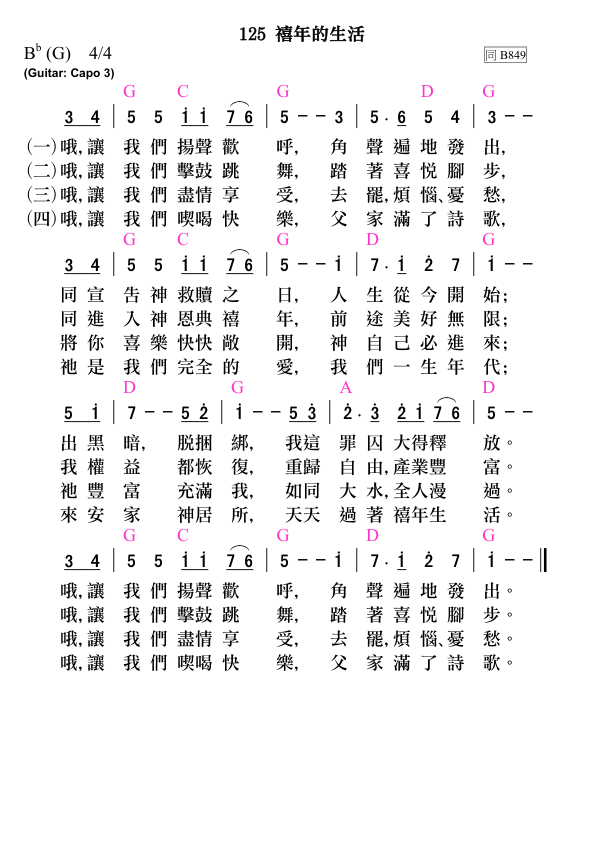 125 禧年的生活
B♭ (G) 4/4
同 B849
(Guitar: Capo 3)
G C G D G
3 4 | 5 5 i i 7 6 | 5 - - 3 | 5 . 6 5 4 | 3 - -
(一)哦,讓 我 們 揚聲 歡 呼, 角 聲 遍 地 發 出,
(二)哦,讓 我 們 擊鼓 跳 舞, 踏 著 喜 悅 腳 步,
(三)哦,讓 我 們 盡情 享 受, 去 罷,煩 惱、憂 愁,
(四)哦,讓 我 們 喫喝 快 樂, 父 家 滿 了 詩 歌,
G C G D G
3 4 | 5 5 i i 7 6 | 5 - - i | 7 . i 2̇ 7 | i - -
同 宣 告 神 救贖 之 日, 人 生 從 今 開 始;
同 進 入 神 恩典 禧 年, 前 途 美 好 無 限;
將 你 喜 樂 快快 敞 開, 神 自 己 必 進 來;
祂 是 我 們 完全 的 愛, 我 們 一 生 年 代;
D G A D
5 i | 7 - - 5 2̇ | i - - 5 3̇ | 2̇ . 3̇ 2̇ i 7 6 | 5 - -
出 黑 暗, 脫捆 綁, 我這 罪 囚 大得釋 放。
我 權 益 都恢 復, 重歸 自 由,產業豐 富。
祂 豐 富 充滿 我, 如同 大 水,全人漫 過。
來 安 家 神居 所, 天天 過 著 禧年生 活。
G C G D G
3 4 | 5 5 i i 7 6 | 5 - - i | 7 . i 2̇ 7 | i - - ‖
哦,讓 我 們 揚聲 歡 呼, 角 聲 遍 地 發 出。
哦,讓 我 們 擊鼓 跳 舞, 踏 著 喜 悅 腳 步。
哦,讓 我 們 盡情 享 受, 去 罷,煩 惱、憂 愁。
哦,讓 我 們 喫喝 快 樂, 父 家 滿 了 詩 歌。